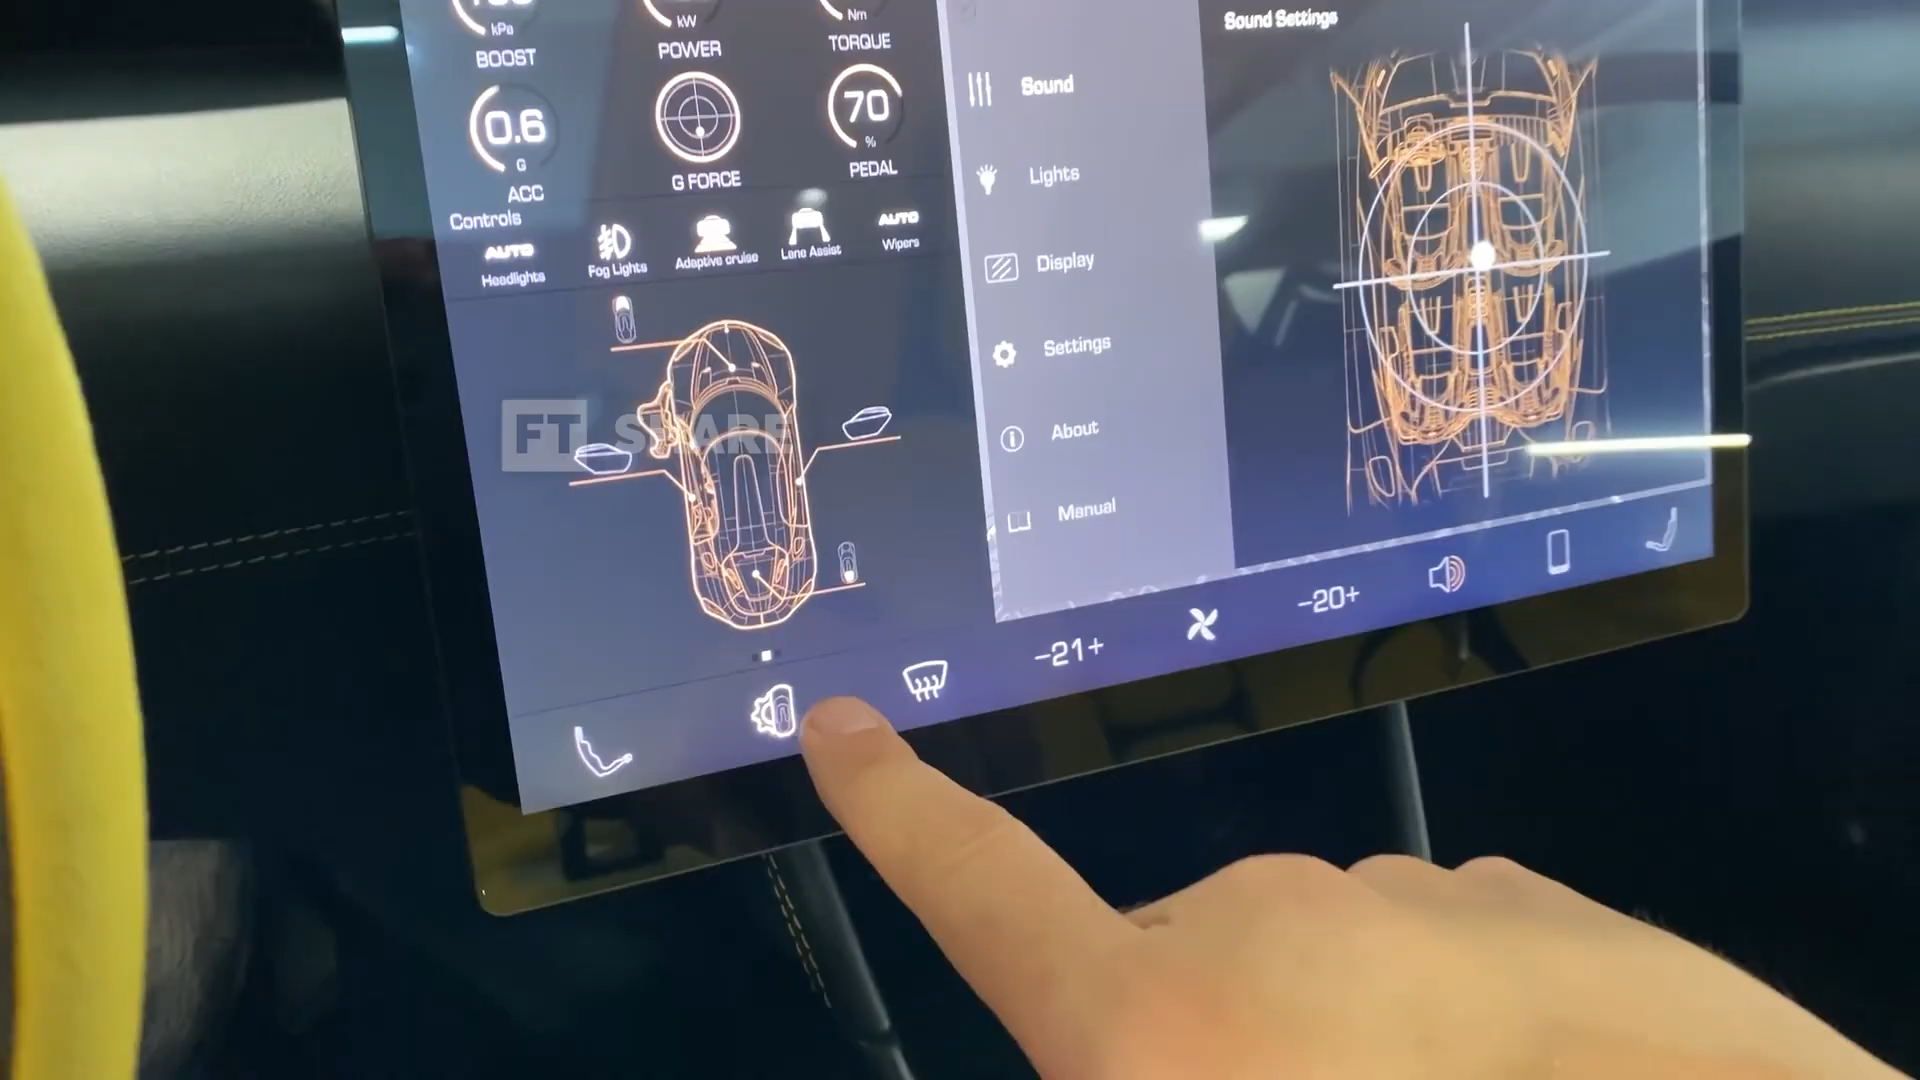 kPa
BOOST
kW
POWER
Nm
TORQUE
0.6
G
ACC
G FORCE
70
%
PEDAL
Controls
AUTO
Headlights
Fog Lights
Adaptive cruise
Lane Assist
AUTO
Wipers
FT SHARE
Sound
Lights
Display
Settings
About
Manual
Sound Settings
-21+
-20+